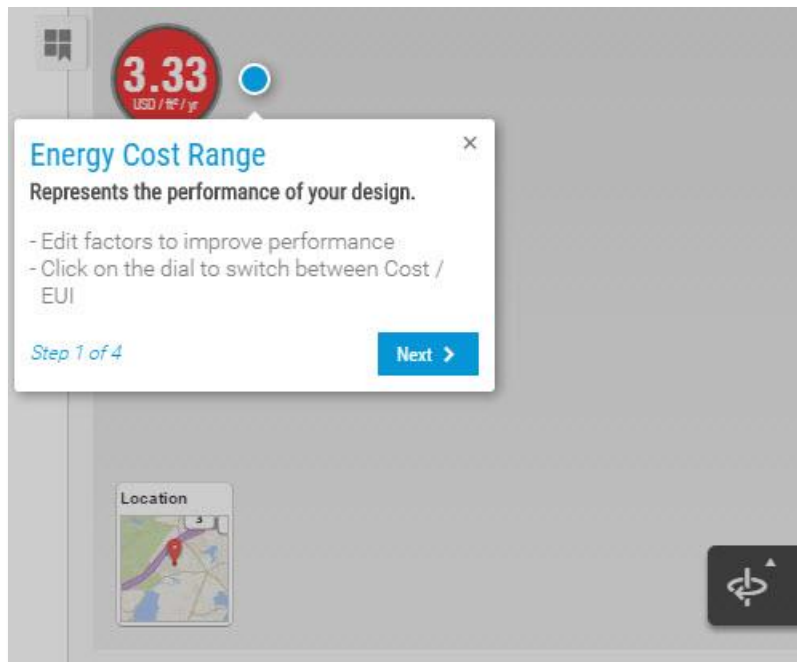 3.33
USD / ft² / yr
Energy Cost Range
Represents the performance of your design.
- Edit factors to improve performance
- Click on the dial to switch between Cost /
EUI
Step 1 of 4
Next
Location
3